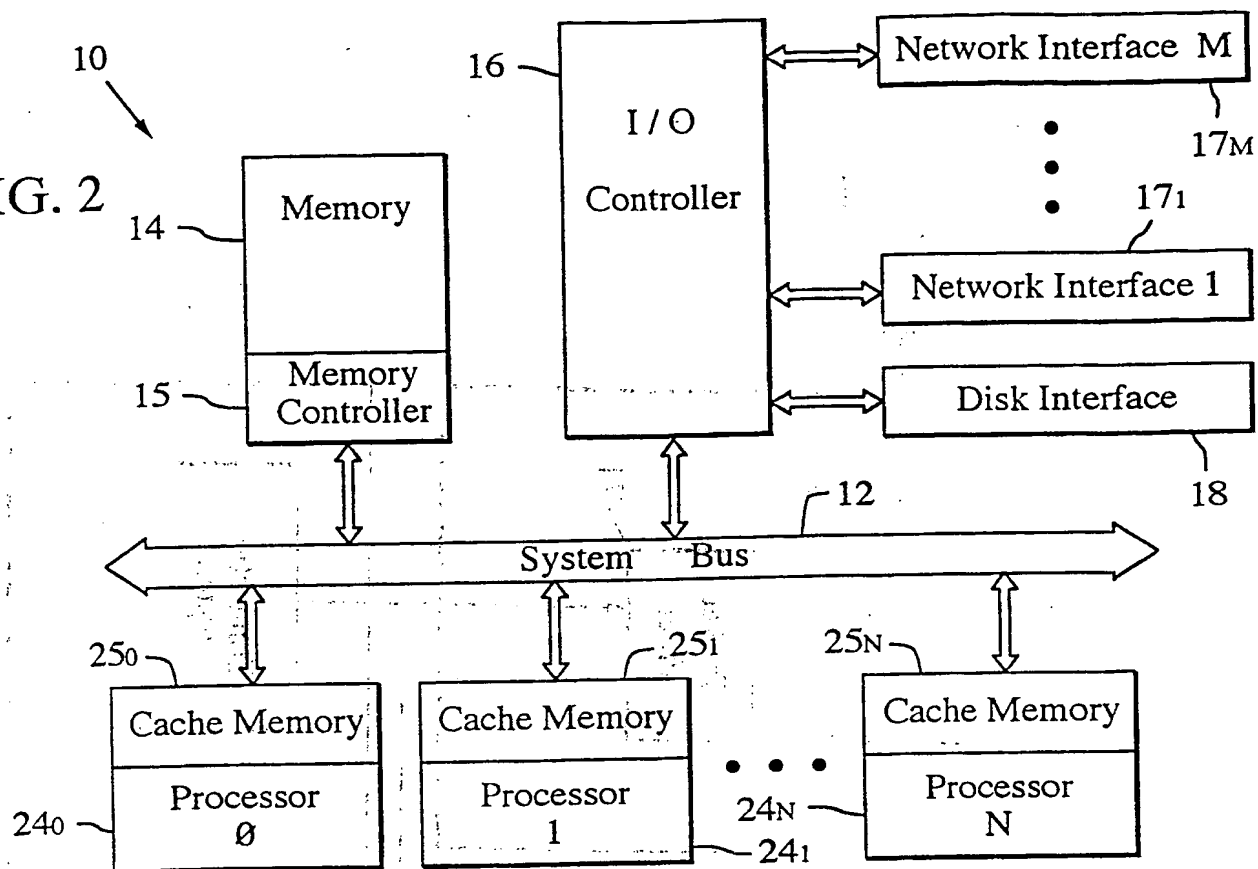 10
16
Network Interface M
17M
I / O
Controller
IG. 2
14
Memory
171
Network Interface 1
15
Memory
Controller
Disk Interface
18
12
System Bus
250
251
25N
Cache Memory
Cache Memory
Cache Memory
Processor
Ø
Processor
1
Processor
N
240
241
24N